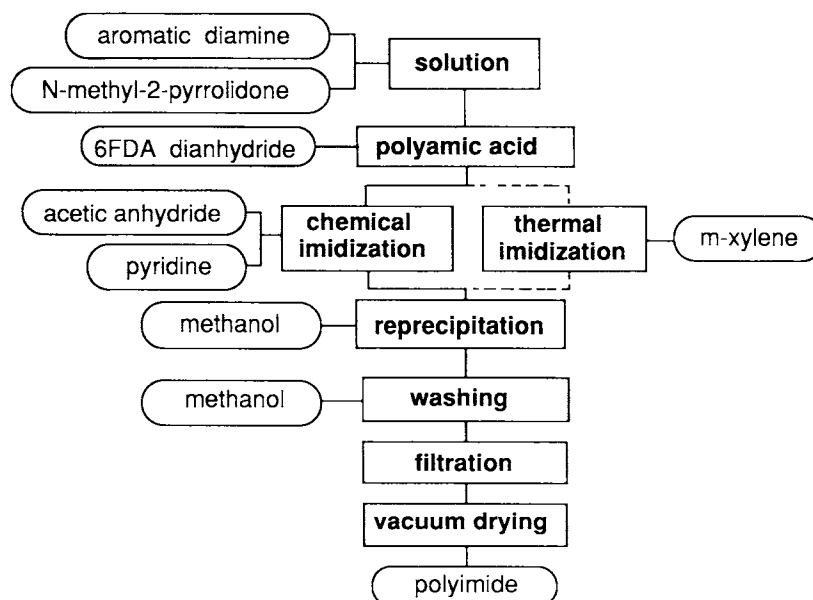 aromatic diamine
solution
N-methyl-2-pyrrolidone
6FDA dianhydride
polyamic acid
acetic anhydride
pyridine
chemical
imidization
thermal
imidization
m-xylene
methanol
reprecipitation
methanol
washing
filtration
vacuum drying
polyimide